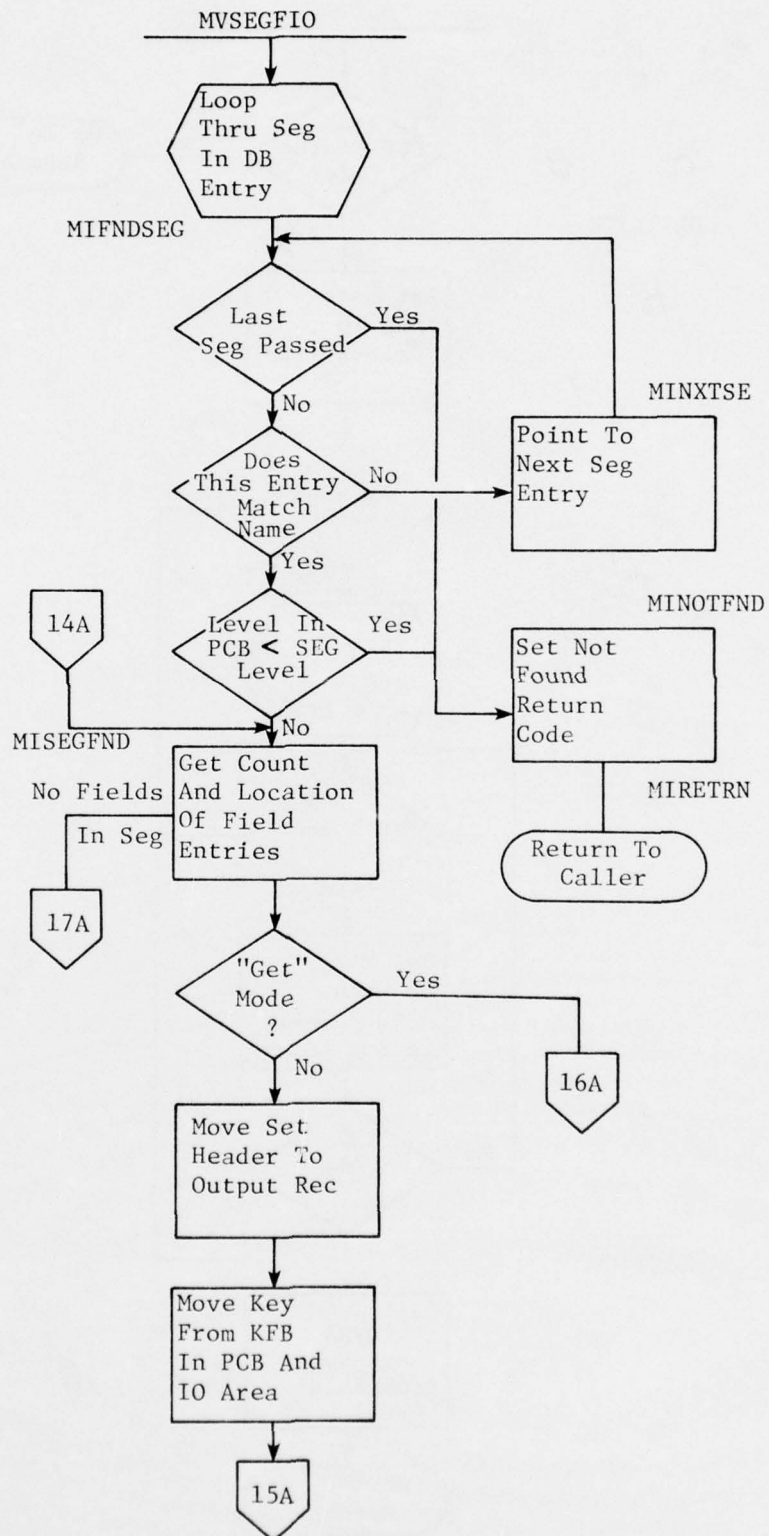 MVSEGFIO
Loop
Thru Seg
In DB
Entry
MIFNDSEG
Last
Seg Passed
Yes
No
MINXTSE
Point To
Next Seg
Entry
Does
This Entry
Match
Name
No
Yes
14A
Level In
PCB < SEG
Level
Yes
No
MINOTFND
Set Not
Found
Return
Code
MISEGFND
No Fields
In Seg
Get Count
And Location
Of Field
Entries
MIRETRN
Return To
Caller
17A
"Get"
Mode
?
Yes
No
16A
Move Set
Header To
Output Rec
Move Key
From KFB
In PCB And
IO Area
15A